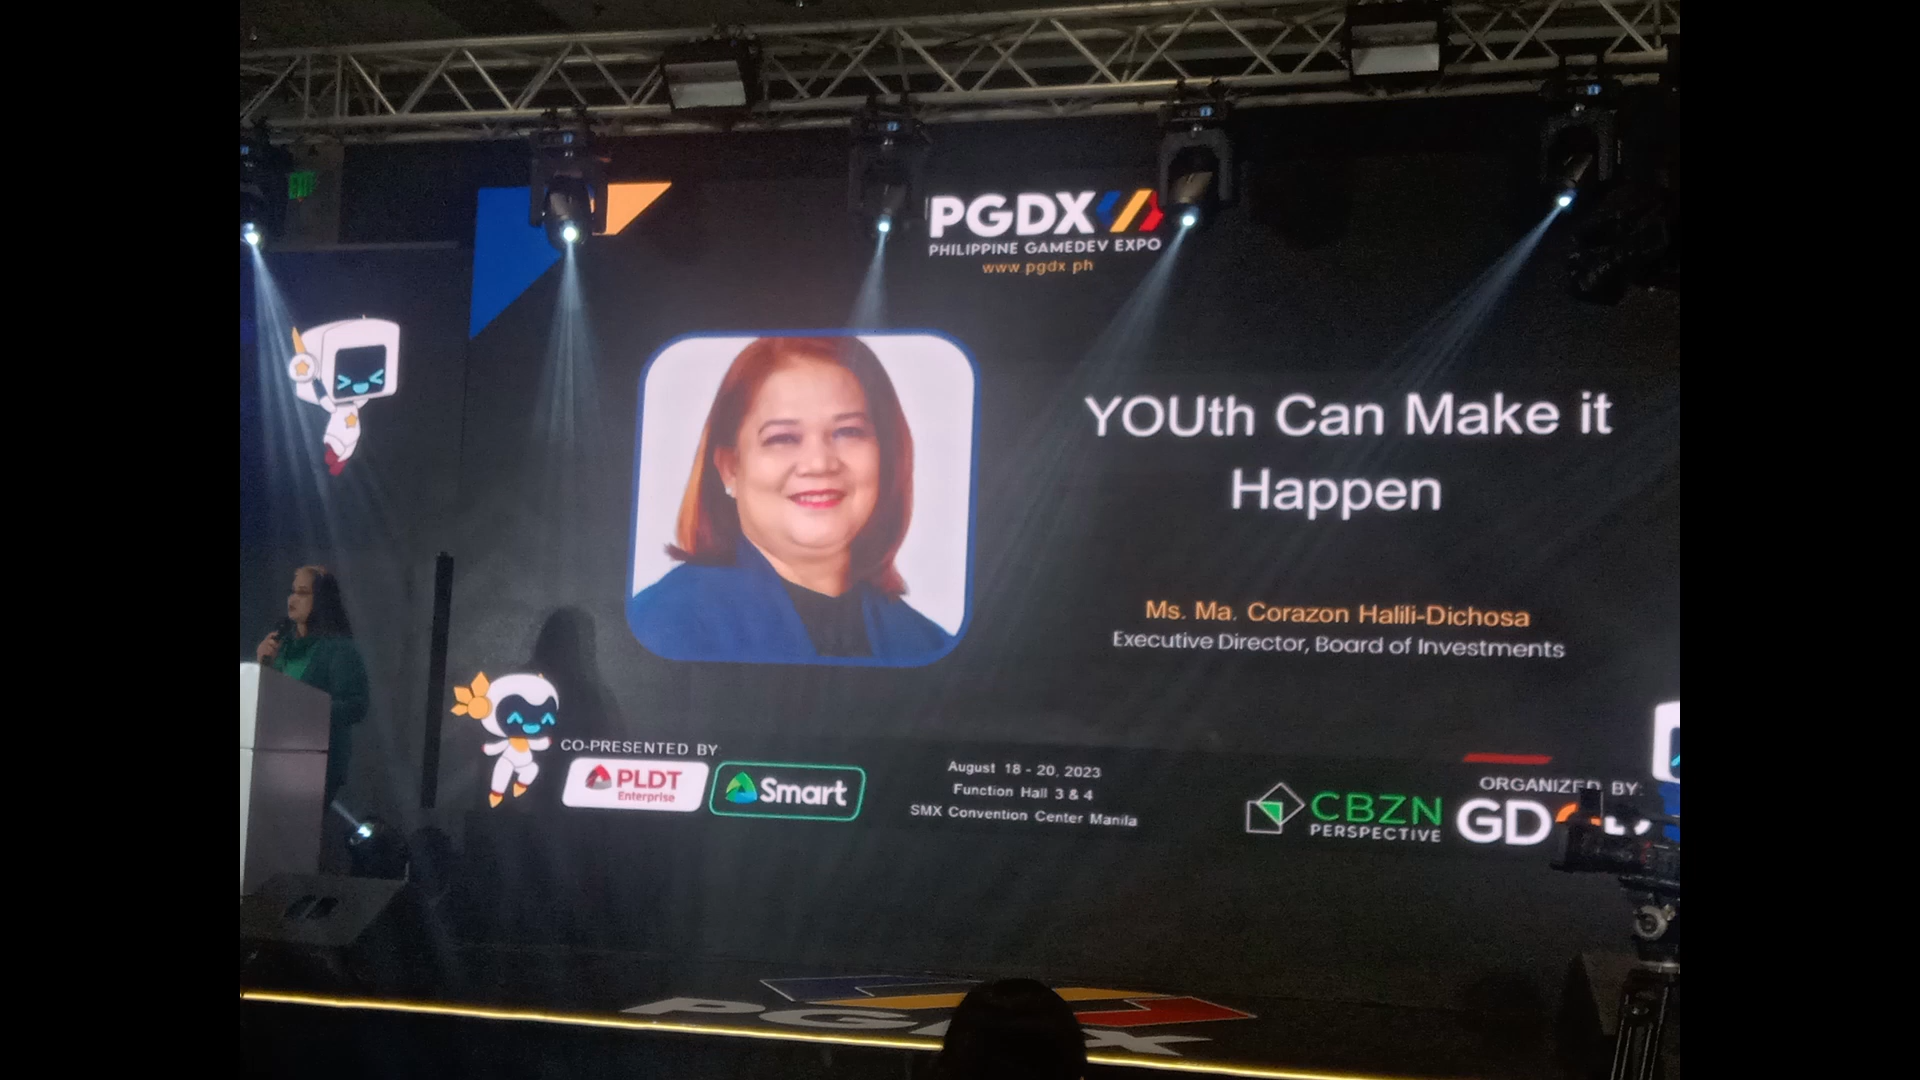 EXIT
PGDX
PHILIPPINE GAMEDEV EXPO
www.pgdx.ph
YOUth Can Make it
Happen
Ms. Ma. Corazon Halili-Dichosa
Executive Director, Board of Investments
CO-PRESENTED BY:
PLDT
Enterprise
Smart
August 18 - 20, 2023
Function Hall 3 & 4
SMX Convention Center Manila
CBZN
PERSPECTIVE
ORGANIZED BY: